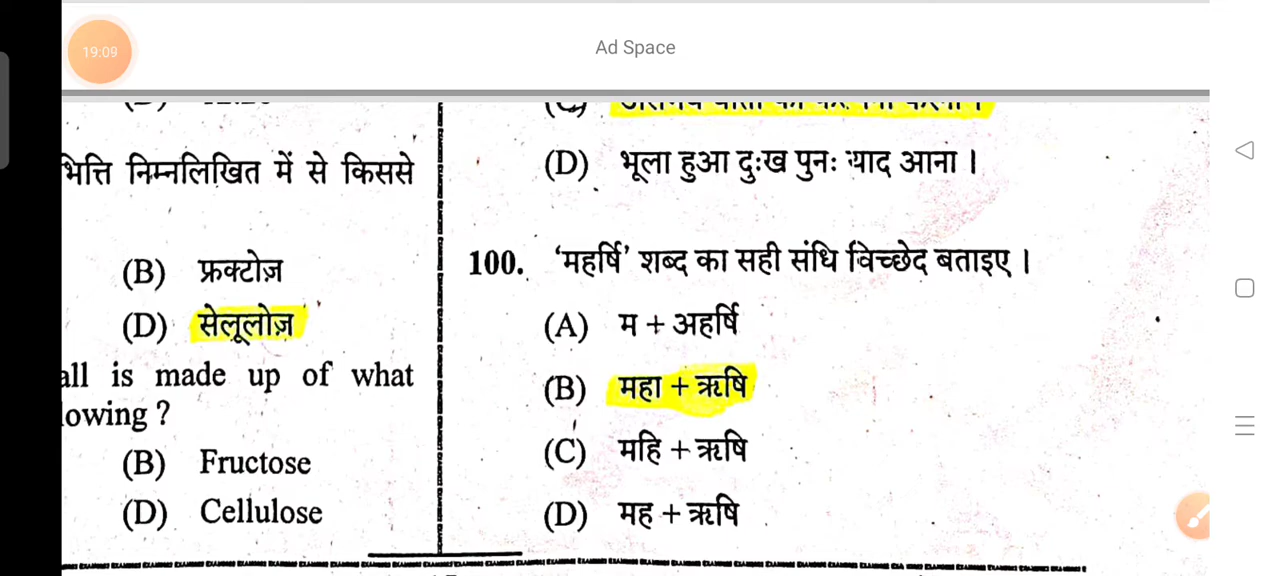 19:09
Ad Space
भित्ति निम्नलिखित में से किससे
(B) फ्रक्टोज़
(D) सेलूलोज़
all is made up of what
lowing ?
(B) Fructose
(D) Cellulose
(D) भूला हुआ दुःख पुनः याद आना ।
100. ‘महर्षि’ शब्द का सही संधि विच्छेद बताइए ।
(A) म + अहर्षि
(B) महा + ऋषि
(C) महि + ऋषि
(D) मह + ऋषि